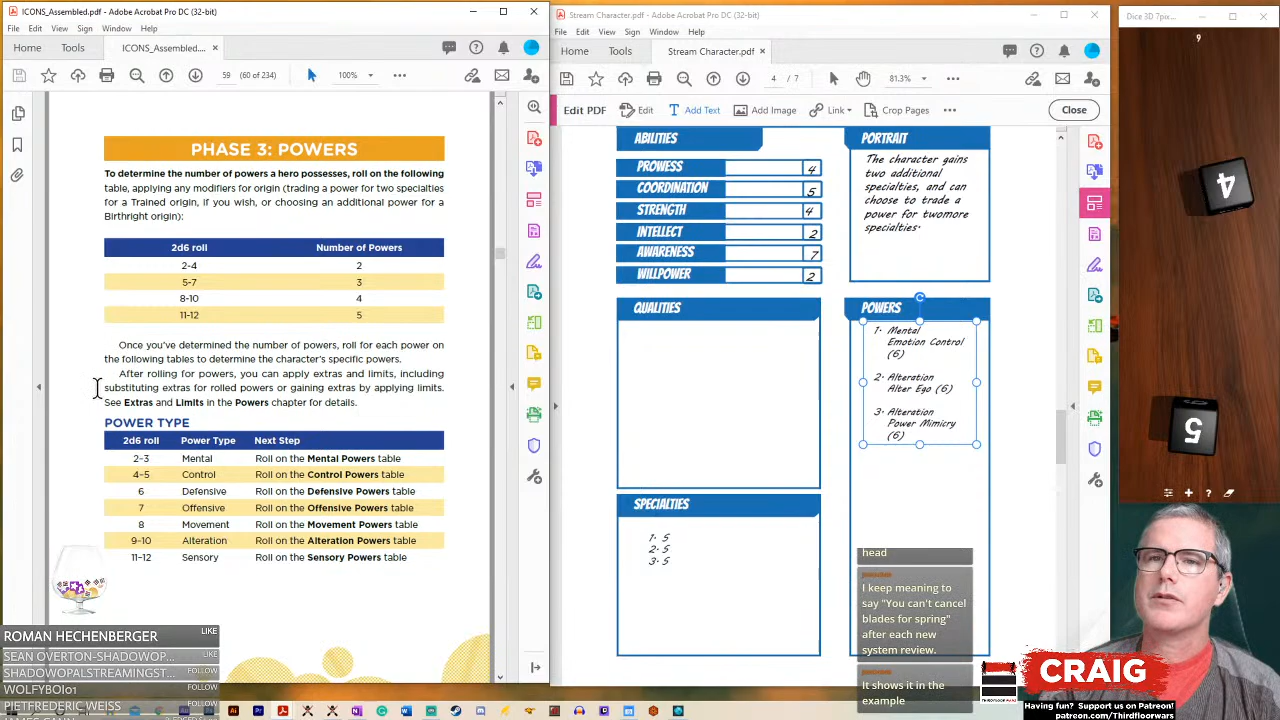 ICONS_Assembled.pdf - Adobe Acrobat Pro DC (32-bit)
File Edit View Sign Window Help
Home Tools ICONS_Assembled.... ×
59 (60 of 234) 100%
PHASE 3: POWERS
To determine the number of powers a hero possesses, roll on the following
table, applying any modifiers for origin (trading a power for two specialties
for a Trained origin, if you wish, or choosing an additional power for a
Birthright origin):
2d6 roll Number of Powers
2-4 2
5-7 3
8-10 4
11-12 5
Once you've determined the number of powers, roll for each power on
the following tables to determine the character's specific powers.
After rolling for powers, you can apply extras and limits, including
substituting extras for rolled powers or gaining extras by applying limits.
See Extras and Limits in the Powers chapter for details.
POWER TYPE
2d6 roll Power Type Next Step
2–3 Mental Roll on the Mental Powers table
4–5 Control Roll on the Control Powers table
6 Defensive Roll on the Defensive Powers table
7 Offensive Roll on the Offensive Powers table
8 Movement Roll on the Movement Powers table
9-10 Alteration Roll on the Alteration Powers table
11-12 Sensory Roll on the Sensory Powers table
ROMAN HECHENBERGER LIKE
SEAN OVERTON-SHADOWOP... LIKE
SHADOWOPALSTREAMINGST... FOLLOW
WOLFYBOI01 FOLLOW
PIETFREDERIC WEISS FOLLOW
Stream Character.pdf - Adobe Acrobat Pro DC (32-bit)
File Edit View Sign Window Help
Home Tools Stream Character.pdf ×
4 / 7 81.3%
Edit PDF Edit Add Text Add Image Link Crop Pages Close
ABILITIES
PROWESS 4
COORDINATION 5
STRENGTH 4
INTELLECT 2
AWARENESS 7
WILLPOWER 2
PORTRAIT
The character gains
two additional
specialties, and can
choose to trade a
power for twomore
specialties.
QUALITIES
POWERS
1. Mental
Emotion Control
(6)
2. Alteration
Alter Ego (6)
3. Alteration
Power Mimicry
(6)
SPECIALTIES
1. 5
2. 5
3. 5
head
I keep meaning to
say "You can't cancel
blades for spring"
after each new
system review.
It shows it in the
example
Dice 3D 7pix...
9
4
5
CRAIG
Having fun? Support us on Patreon!
patreon.com/Thirdfloorwars